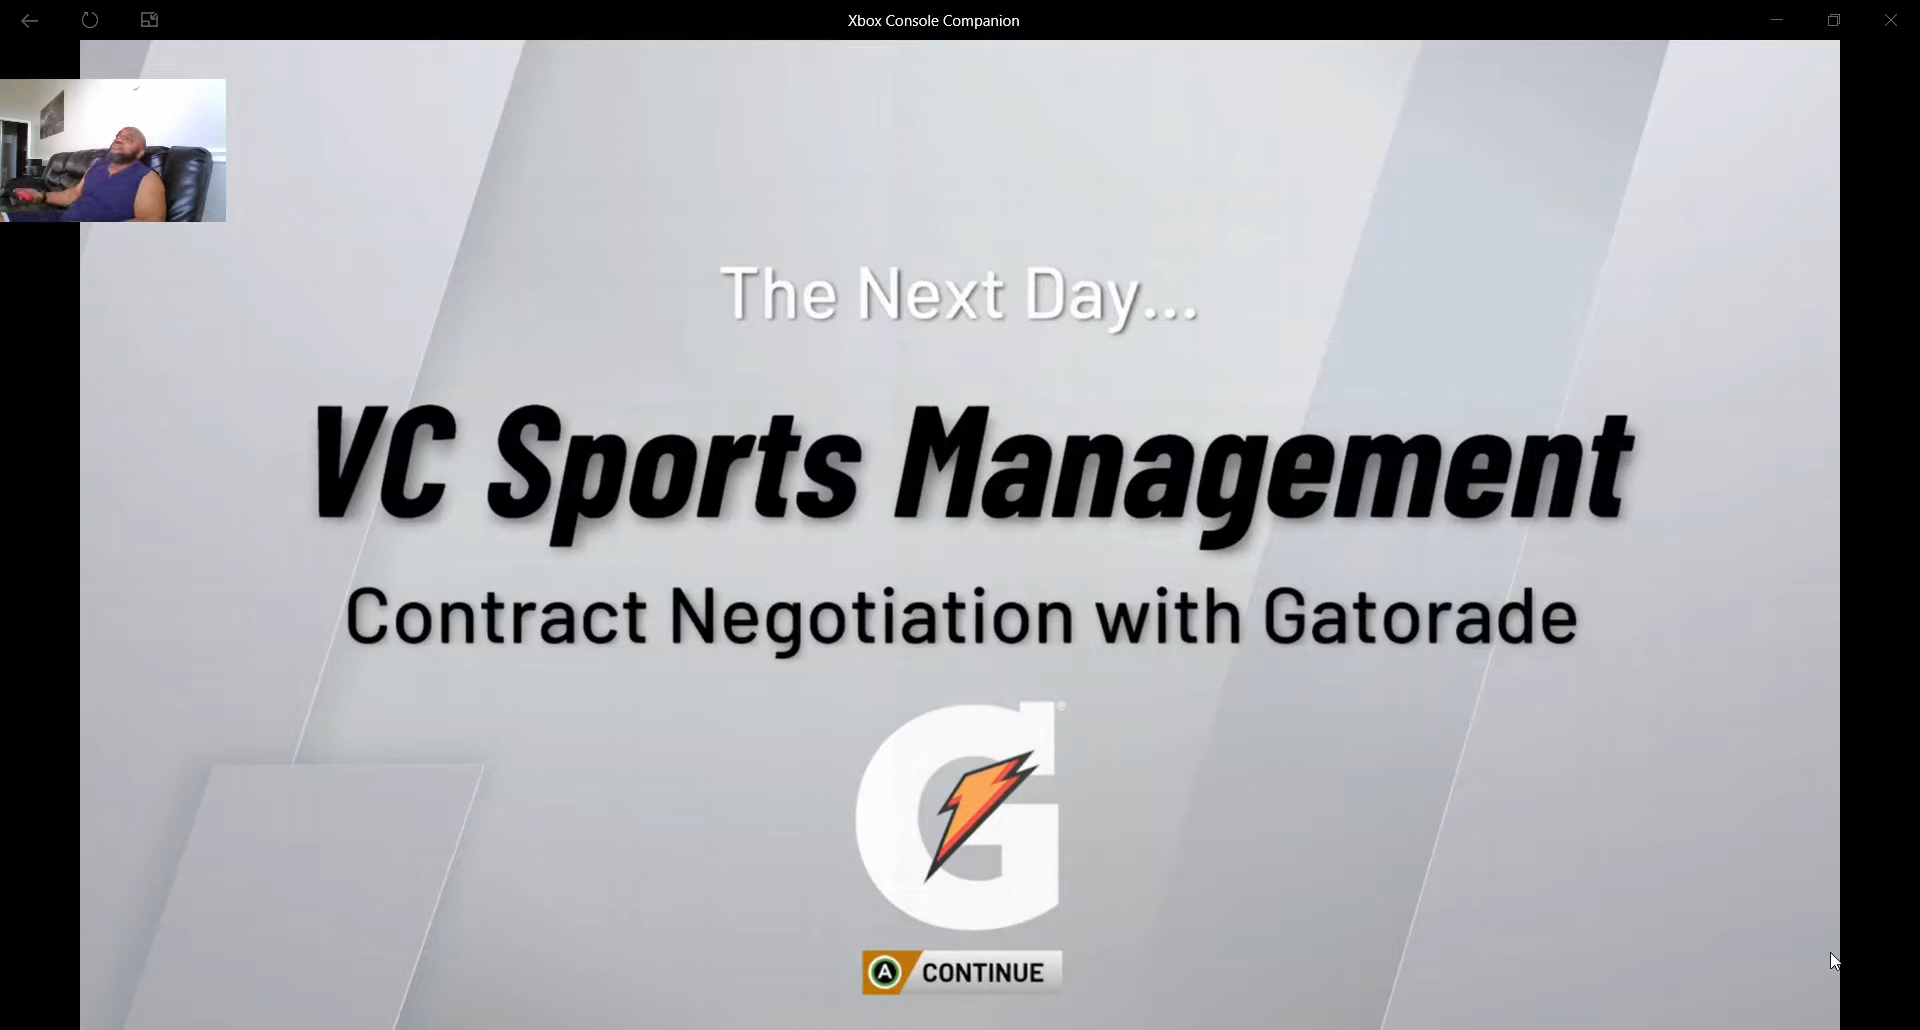 Xbox Console Companion
The Next Day...
VC Sports Management
Contract Negotiation with Gatorade
G
A CONTINUE